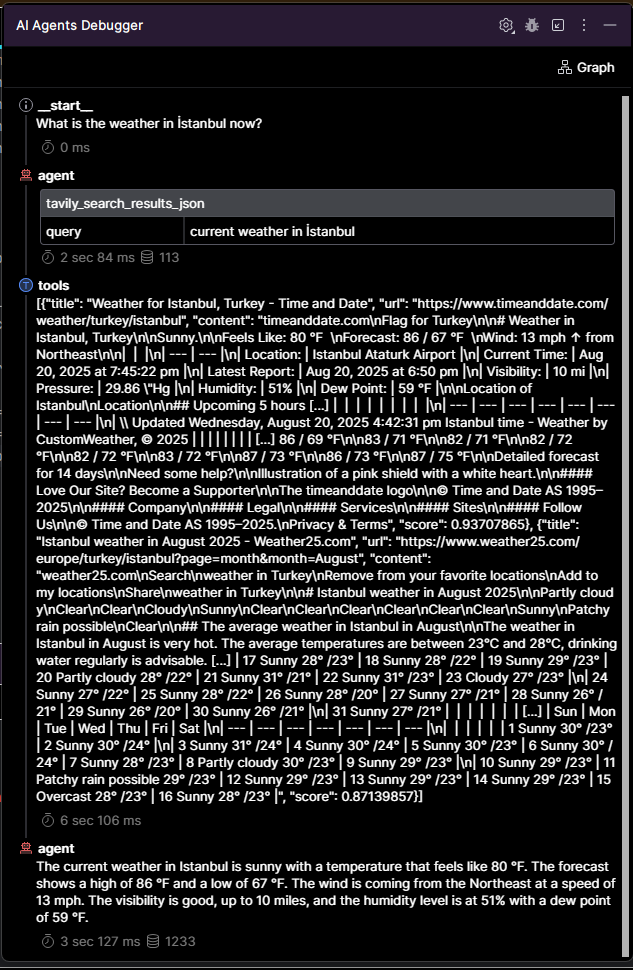 AI Agents Debugger
Graph
__start__
What is the weather in İstanbul now?
0 ms
agent
tavily_search_results_json
query
current weather in İstanbul
2 sec 84 ms 113
tools
[{"title": "Weather for Istanbul, Turkey - Time and Date", "url": "https://www.timeanddate.com/
weather/turkey/istanbul", "content": "timeanddate.com\nFlag for Turkey\n\n# Weather in
Istanbul, Turkey\n\nSunny.\n\nFeels Like: 80 °F  \nForecast: 86 / 67 °F  \nWind: 13 mph ↑ from
Northeast\n\n|  |  |\n| --- | --- |\n| Location: | Istanbul Ataturk Airport |\n| Current Time: | Aug
20, 2025 at 7:45:22 pm |\n| Latest Report: | Aug 20, 2025 at 6:50 pm |\n| Visibility: | 10 mi |\n|
Pressure: | 29.86 \"Hg |\n| Humidity: | 51% |\n| Dew Point: | 59 °F |\n\nLocation of
Istanbul\nLocation\n\n## Upcoming 5 hours [...] |  |  |  |  |  |  |  |  |\n| --- | --- | --- | --- | --- | ---
| --- | --- |\n| \\ Updated Wednesday, August 20, 2025 4:42:31 pm Istanbul time - Weather by
CustomWeather, © 2025 | | | | | | | | [...] 86 / 69 °F\n\n83 / 71 °F\n\n82 / 71 °F\n\n82 / 72
°F\n\n82 / 72 °F\n\n83 / 72 °F\n\n87 / 73 °F\n\n86 / 73 °F\n\n87 / 75 °F\n\nDetailed forecast
for 14 days\n\nNeed some help?\n\nIllustration of a pink shield with a white heart.\n\n####
Love Our Site? Become a Supporter\n\nThe timeanddate logo\n\n© Time and Date AS 1995–
2025\n\n#### Company\n\n#### Legal\n\n#### Services\n\n#### Sites\n\n#### Follow
Us\n\n© Time and Date AS 1995–2025.\nPrivacy & Terms", "score": 0.93707865}, {"title":
"Istanbul weather in August 2025 - Weather25.com", "url": "https://www.weather25.com/
europe/turkey/istanbul?page=month&month=August", "content":
"weather25.com\nSearch\nweather in Turkey\nRemove from your favorite locations\nAdd to
my locations\nShare\nweather in Turkey\n\n# Istanbul weather in August 2025\n\nPartly cloud
y\nClear\nClear\nCloudy\nSunny\nClear\nClear\nClear\nClear\nClear\nClear\nSunny\nPatchy
rain possible\nClear\n\n## The average weather in Istanbul in August\n\nThe weather in
Istanbul in August is very hot. The average temperatures are between 23°C and 28°C, drinking
water regularly is advisable. [...] | 17 Sunny 28° /23° | 18 Sunny 28° /22° | 19 Sunny 29° /23° |
20 Partly cloudy 28° /22° | 21 Sunny 31° /21° | 22 Sunny 31° /23° | 23 Cloudy 27° /23° |\n| 24
Sunny 27° /22° | 25 Sunny 28° /22° | 26 Sunny 28° /20° | 27 Sunny 27° /21° | 28 Sunny 26° /
21° | 29 Sunny 26° /20° | 30 Sunny 26° /21° |\n| 31 Sunny 27° /21° |  |  |  |  |  |  | [...] | Sun | Mon
| Tue | Wed | Thu | Fri | Sat |\n| --- | --- | --- | --- | --- | --- | --- |\n|  |  |  |  |  | 1 Sunny 30° /23°
| 2 Sunny 30° /24° |\n| 3 Sunny 31° /24° | 4 Sunny 30° /24° | 5 Sunny 30° /23° | 6 Sunny 30° /
24° | 7 Sunny 28° /23° | 8 Partly cloudy 30° /23° | 9 Sunny 29° /23° |\n| 10 Sunny 29° /23° | 11
Patchy rain possible 29° /23° | 12 Sunny 29° /23° | 13 Sunny 29° /23° | 14 Sunny 29° /23° | 15
Overcast 28° /23° | 16 Sunny 28° /23° |", "score": 0.87139857}]
6 sec 106 ms
agent
The current weather in Istanbul is sunny with a temperature that feels like 80 °F. The forecast
shows a high of 86 °F and a low of 67 °F. The wind is coming from the Northeast at a speed of
13 mph. The visibility is good, up to 10 miles, and the humidity level is at 51% with a dew point
of 59 °F.
3 sec 127 ms 1233